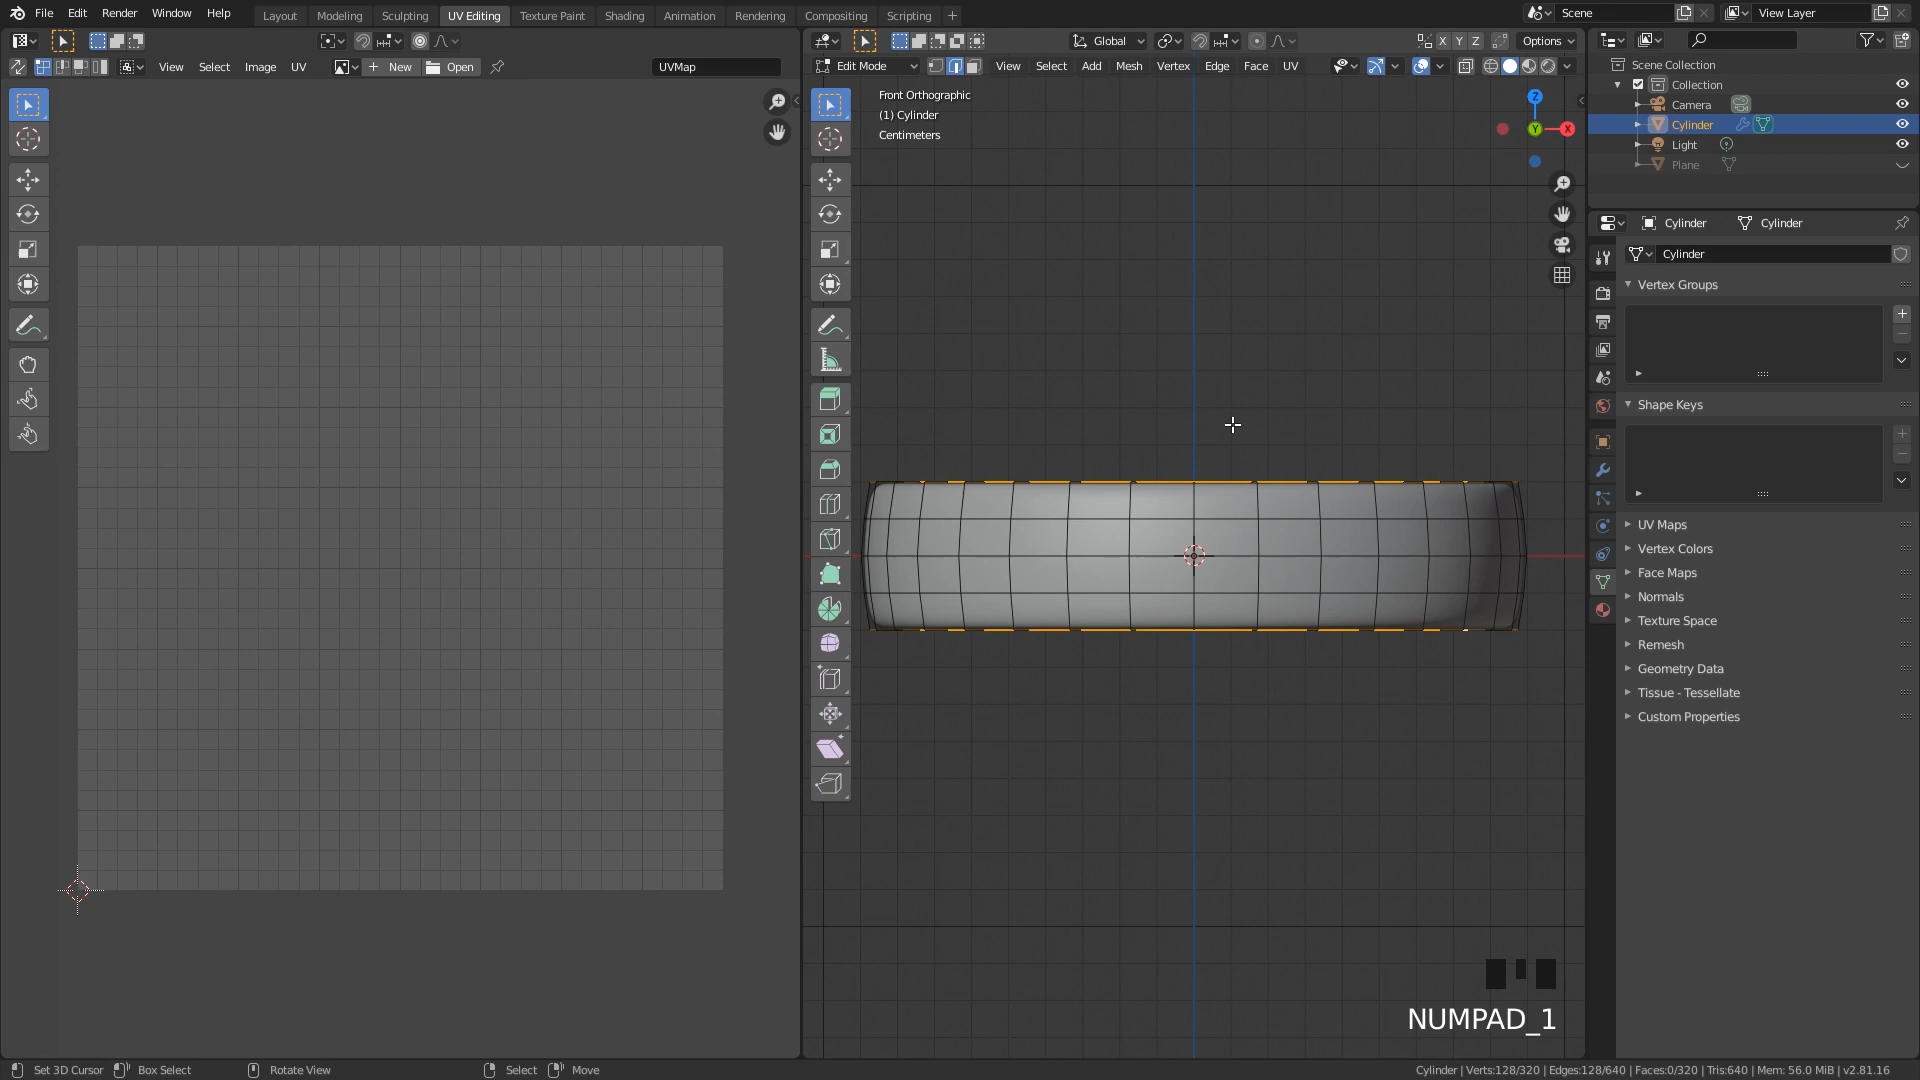 File Edit Render Window Help Layout Modeling Sculpting UV Editing Texture Paint Shading Animation Rendering Compositing Scripting + Scene View Layer
Global X Y Z Options
View Select Image UV New Open UVMap Edit Mode View Select Add Mesh Vertex Edge Face UV
Scene Collection
Collection
Camera
Cylinder
Light
Plane
Front Orthographic
(1) Cylinder
Centimeters
Z
Y
X
Cylinder Cylinder
Cylinder
Vertex Groups
Shape Keys
UV Maps
Vertex Colors
Face Maps
Normals
Texture Space
Remesh
Geometry Data
Tissue - Tessellate
Custom Properties
NUMPAD_1
Set 3D Cursor Box Select Rotate View Select Move Cylinder | Verts:128/320 | Edges:128/640 | Faces:0/320 | Tris:640 | Mem: 56.0 MiB | v2.81.16